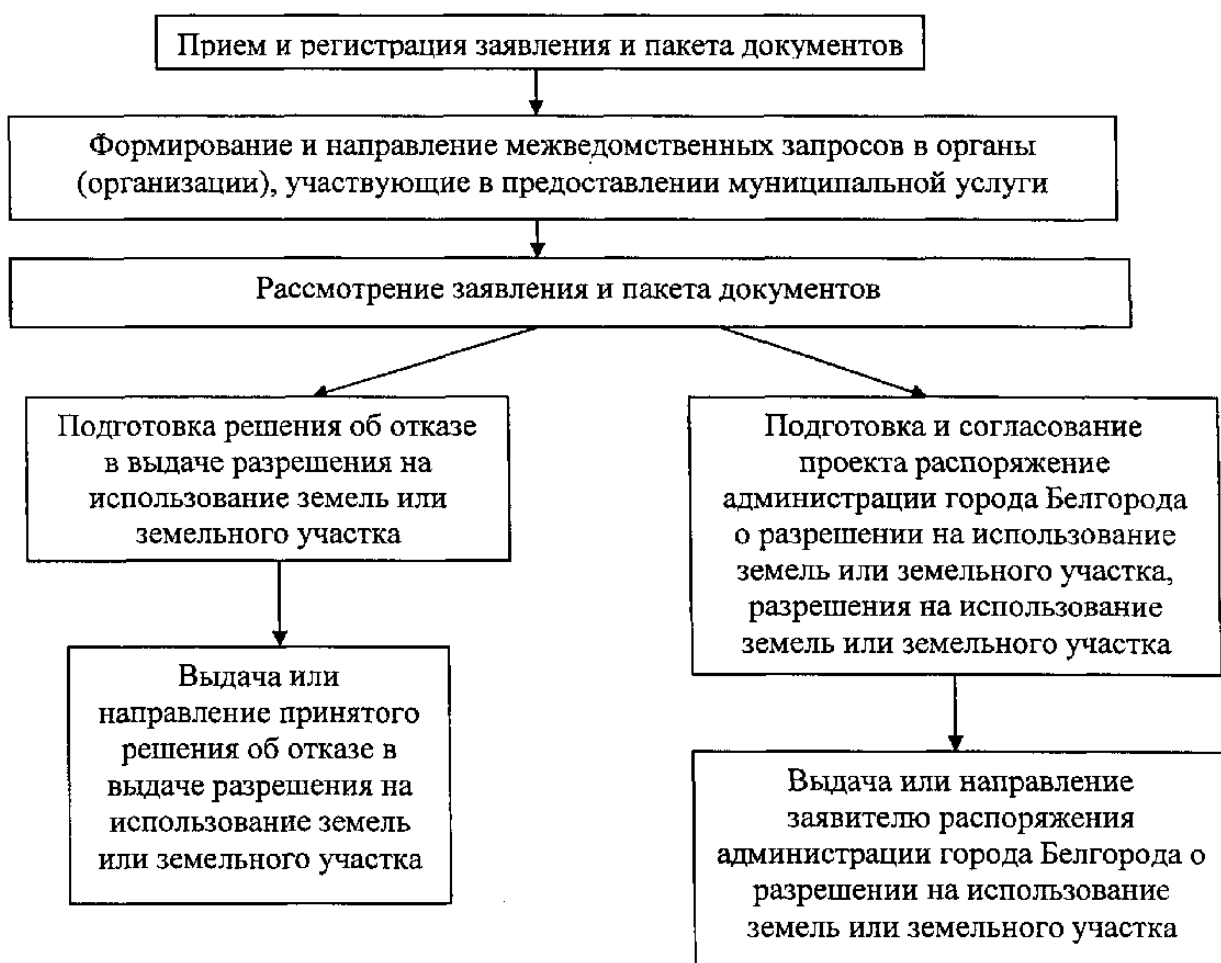 Прием и регистрация заявления и пакета документов
Формирование и направление межведомственных запросов в органы
(организации), участвующие в предоставлении муниципальной услуги
Рассмотрение заявления и пакета документов
Подготовка решения об отказе
в выдаче разрешения на
использование земель или
земельного участка
Выдача или
направление принятого
решения об отказе в
выдаче разрешения на
использование земель
или земельного участка
Подготовка и согласование
проекта распоряжение
администрации города Белгорода
о разрешении на использование
земель или земельного участка,
разрешения на использование
земель или земельного участка
Выдача или направление
заявителю распоряжения
администрации города Белгорода о
разрешении на использование
земель или земельного участка